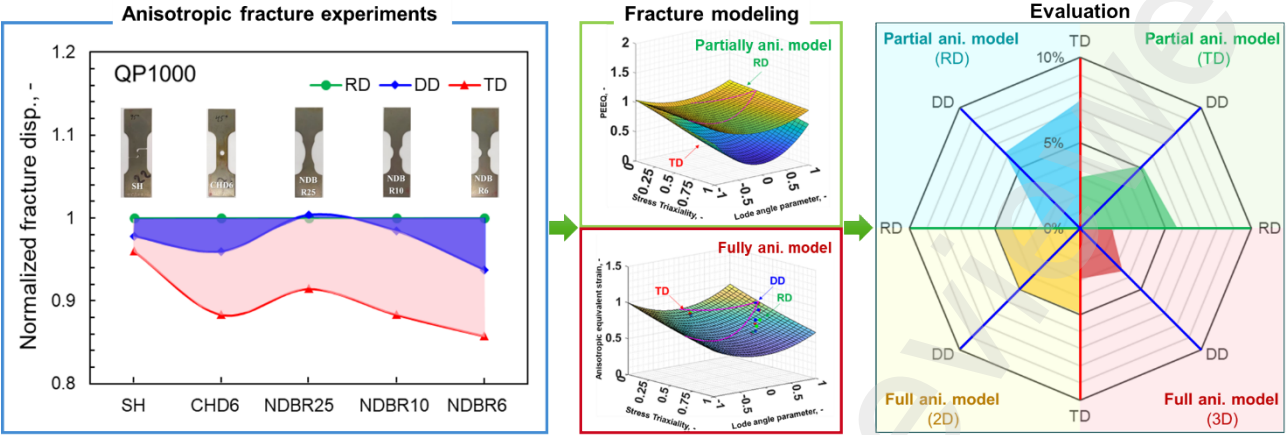 Anisotropic fracture experiments
Normalized fracture disp., -
1.2
1.1
1
0.9
0.8
QP1000
RD
DD
TD
SH
CHD6
NDB
R25
NDB
R10
NDB
R6
SH
CHD6
NDBR25
NDBR10
NDBR6
Fracture modeling
Partially ani. model
RD
TD
PEEQ, -
2
1.5
1
0.5
0
0
0.25
0.5
0.75
1
-1
-0.5
0
0.5
1
Stress Triaxiality, -
Lode angle parameter, -
Fully ani. model
TD
DD
RD
Anisotropic equivalent strain, -
1.5
1
0.5
0
0
0.25
0.5
0.75
1
-1
-0.5
0
0.5
1
Stress Triaxiality, -
Lode angle parameter, -
Evaluation
Partial ani. model
(RD)
Partial ani. model
(TD)
TD
10%
DD
DD
5%
RD
0%
RD
DD
DD
TD
Full ani. model
(2D)
Full ani. model
(3D)